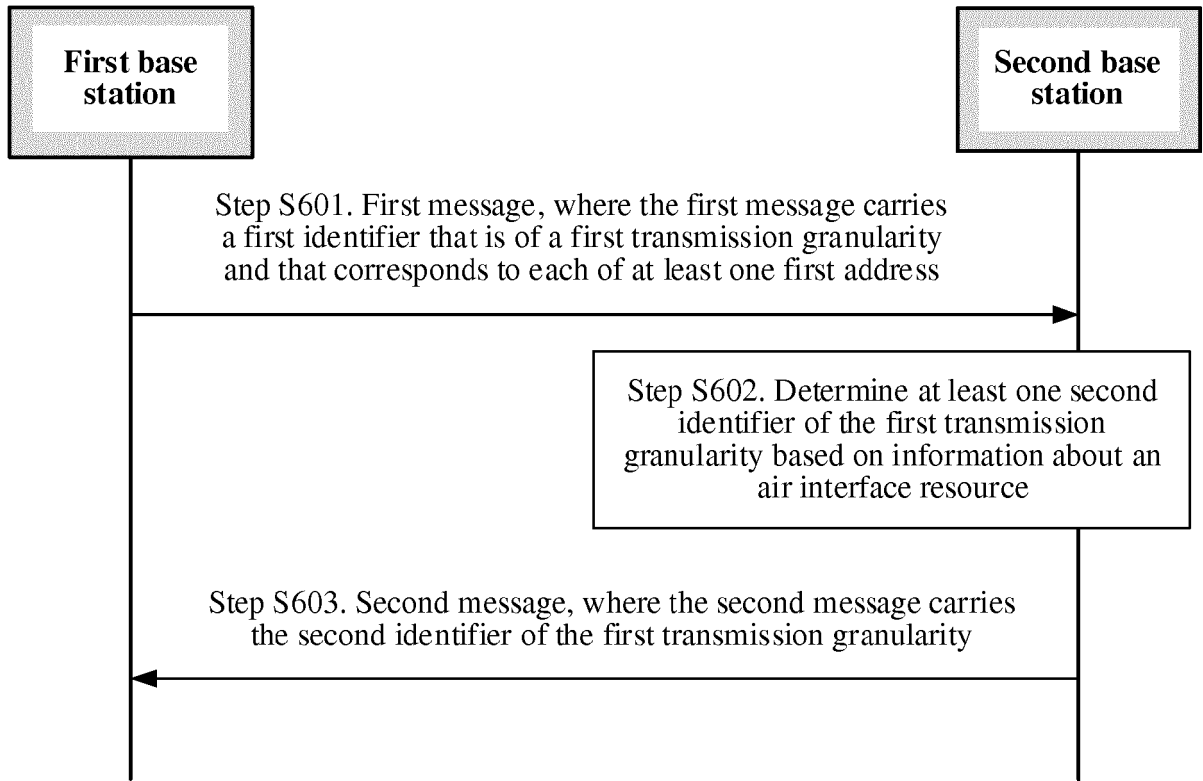 First base
station
Second base
station
Step S601. First message, where the first message carries
a first identifier that is of a first transmission granularity
and that corresponds to each of at least one first address
Step S602. Determine at least one second
identifier of the first transmission
granularity based on information about an
air interface resource
Step S603. Second message, where the second message carries
the second identifier of the first transmission granularity